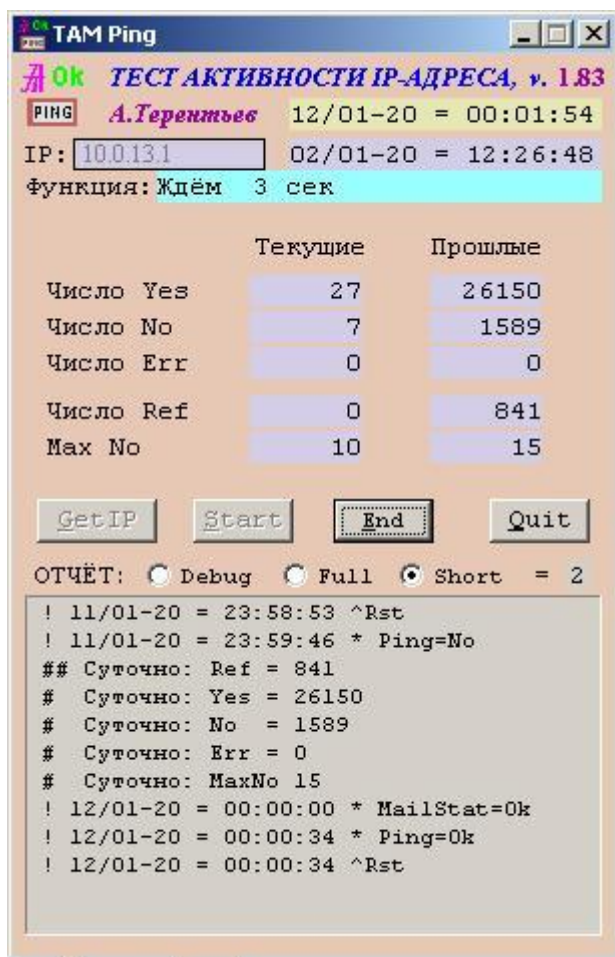 TAM Ping
Ok ТЕСТ АКТИВНОСТИ IP-АДРЕСА, v. 1.83
PING А.Терентьев 12/01-20 = 00:01:54
IP: 10.0.13.1 02/01-20 = 12:26:48
Функция: Ждём 3 сек
Текущие Прошлые
Число Yes 27 26150
Число No 7 1589
Число Err 0 0
Число Ref 0 841
Max No 10 15
GetIP Start End Quit
ОТЧЁТ: Debug Full Short = 2
! 11/01-20 = 23:58:53 ^Rst
! 11/01-20 = 23:59:46 * Ping=No
## Суточно: Ref = 841
# Суточно: Yes = 26150
# Суточно: No = 1589
# Суточно: Err = 0
# Суточно: MaxNo 15
! 12/01-20 = 00:00:00 * MailStat=Ok
! 12/01-20 = 00:00:34 * Ping=Ok
! 12/01-20 = 00:00:34 ^Rst